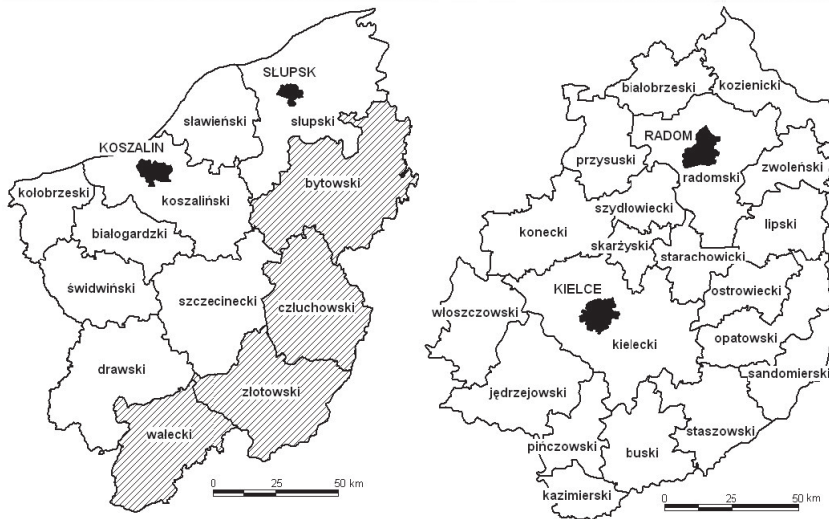 SŁUPSK
sławieński
słupski
KOSZALIN
bytowski
kołobrzeski
koszaliński
białogardzki
świdwiński
szczecinecki
człuchowski
drawski
złotowski
wałecki
0 25 50 km
białobrzeski
kozienicki
RADOM
przysuski
radomski
zwoleński
szydłowiecki
lipski
konecki
skarżyski
starachowicki
KIELCE
ostrowiecki
włoszczowski
kielecki
opatowski
sandomierski
jędrzejowski
staszowski
pińczowski
buski
kazimierski
0 25 50 km